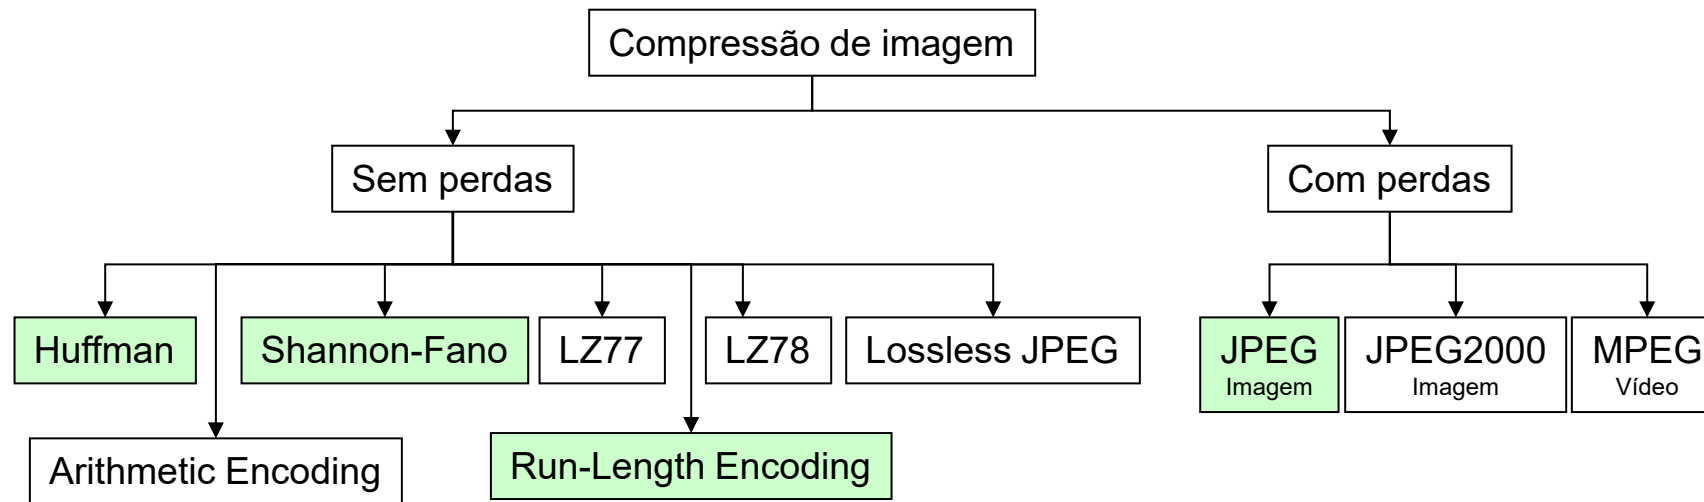 Compressão de imagem
Sem perdas
Com perdas
Huffman
Shannon-Fano
LZ77
LZ78
Lossless JPEG
JPEG
Imagem
JPEG2000
Imagem
MPEG
Vídeo
Arithmetic Encoding
Run-Length Encoding